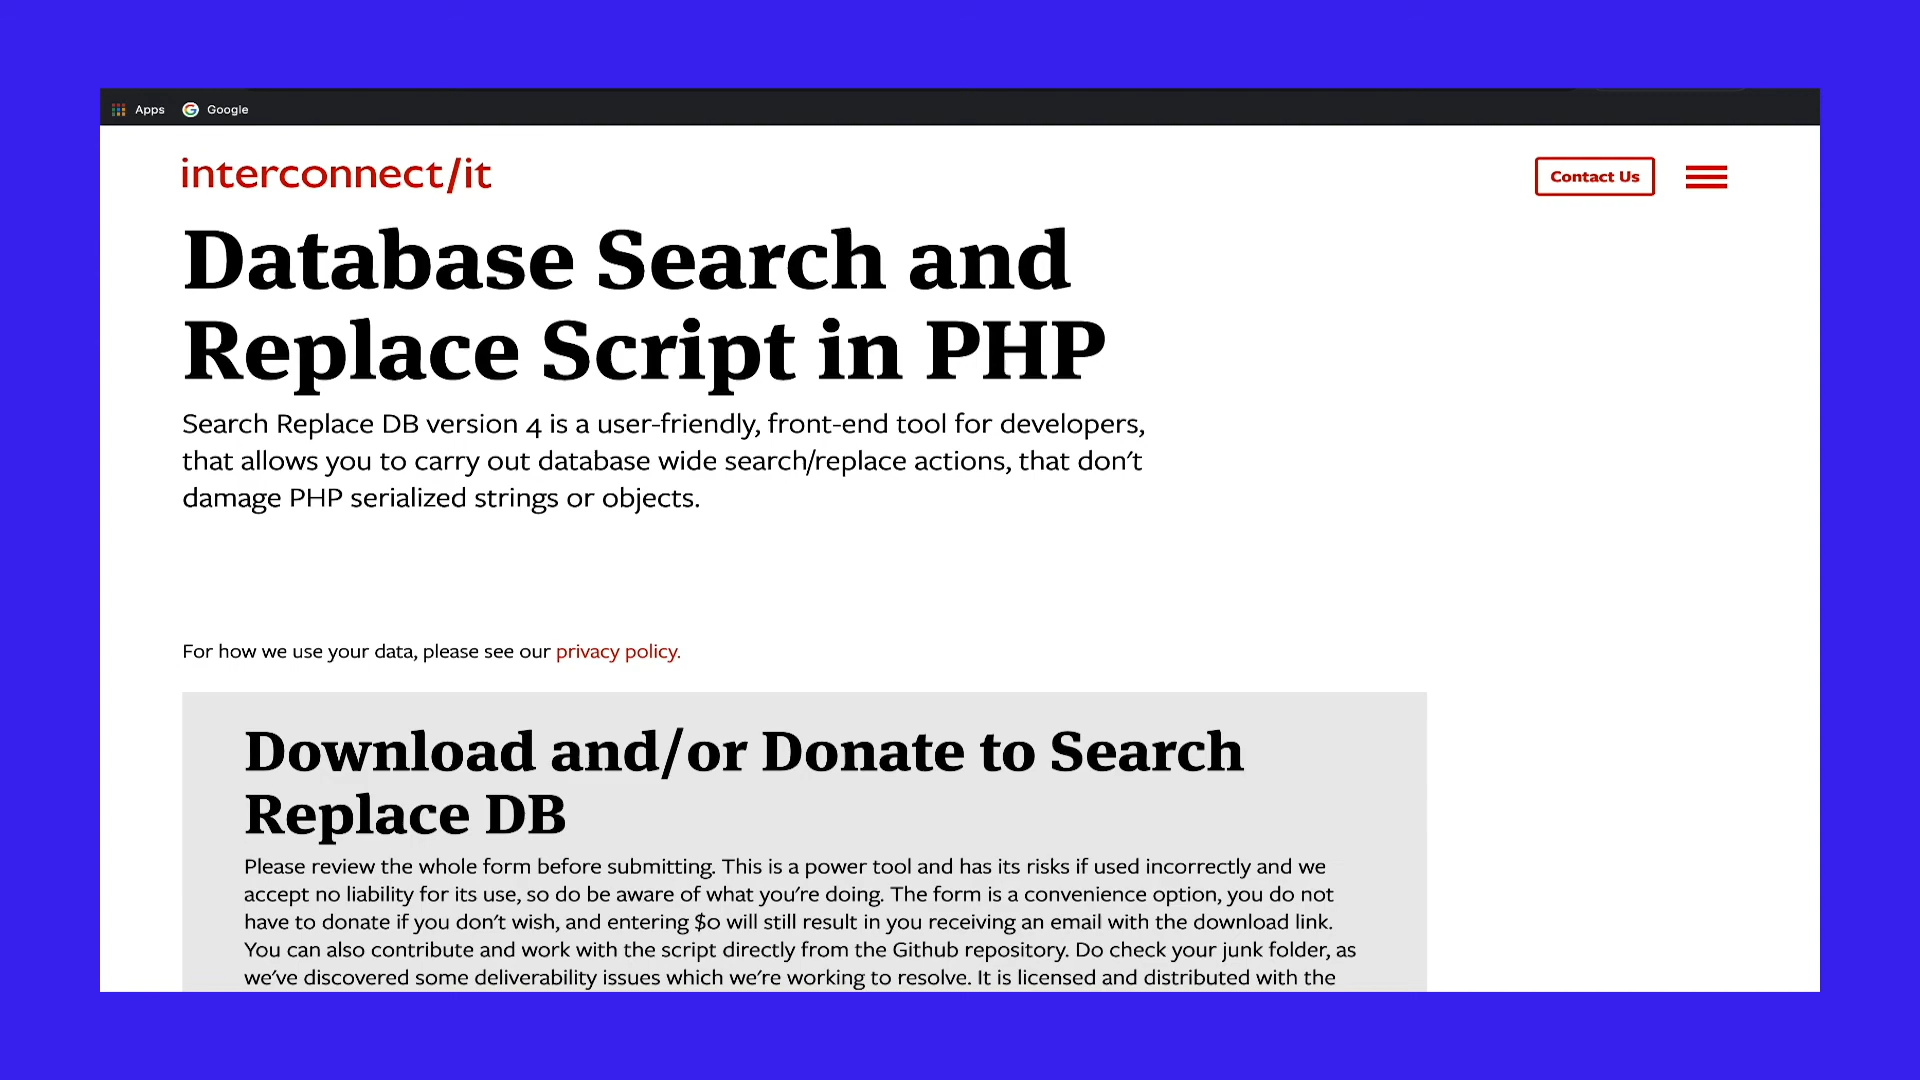 Apps Google
interconnect/it
Contact Us
Database Search and
Replace Script in PHP
Search Replace DB version 4 is a user-friendly, front-end tool for developers,
that allows you to carry out database wide search/replace actions, that don't
damage PHP serialized strings or objects.
For how we use your data, please see our privacy policy.
Download and/or Donate to Search
Replace DB
Please review the whole form before submitting. This is a power tool and has its risks if used incorrectly and we
accept no liability for its use, so do be aware of what you're doing. The form is a convenience option, you do not
have to donate if you don't wish, and entering $0 will still result in you receiving an email with the download link.
You can also contribute and work with the script directly from the Github repository. Do check your junk folder, as
we've discovered some deliverability issues which we're working to resolve. It is licensed and distributed with the